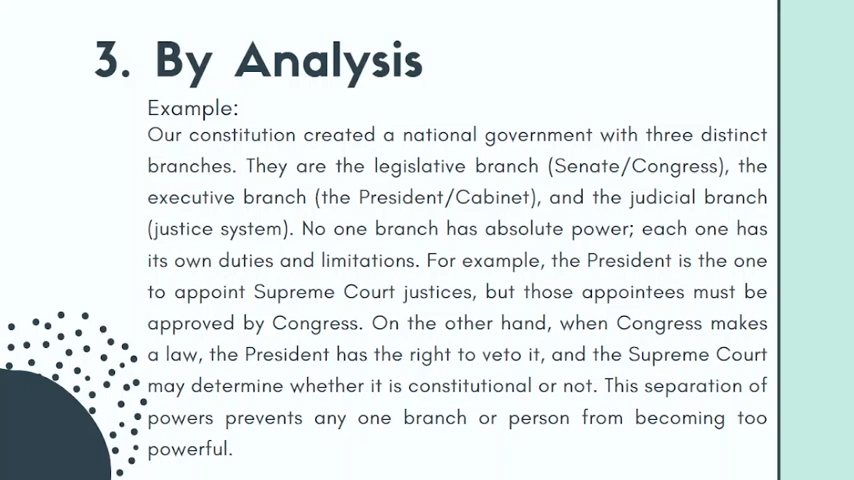 3. By Analysis
Example:
Our constitution created a national government with three distinct
branches. They are the legislative branch (Senate/Congress), the
executive branch (the President/Cabinet), and the judicial branch
(justice system). No one branch has absolute power; each one has
its own duties and limitations. For example, the President is the one
to appoint Supreme Court justices, but those appointees must be
approved by Congress. On the other hand, when Congress makes
a law, the President has the right to veto it, and the Supreme Court
may determine whether it is constitutional or not. This separation of
powers prevents any one branch or person from becoming too
powerful.